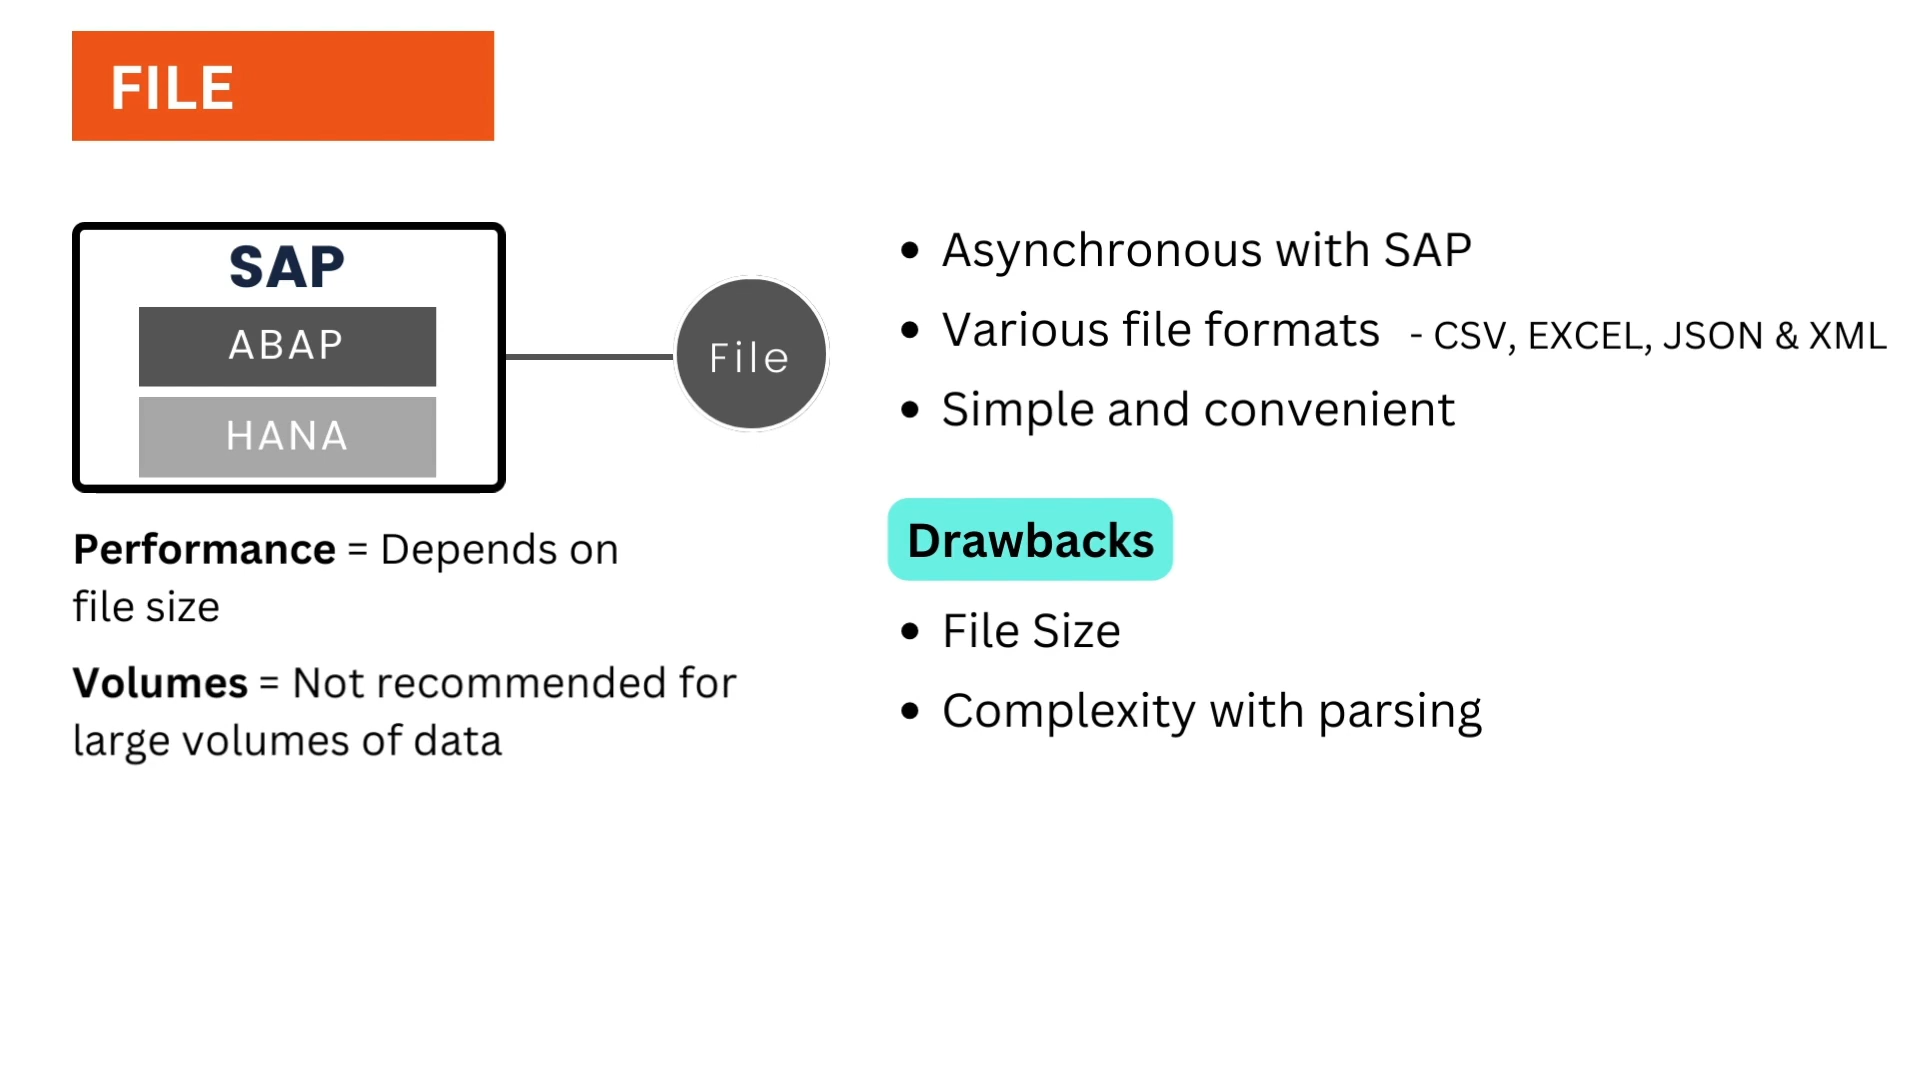 FILE
SAP
ABAP
HANA
File
Performance = Depends on
file size
Volumes = Not recommended for
large volumes of data
• Asynchronous with SAP
• Various file formats - CSV, EXCEL, JSON & XML
• Simple and convenient
Drawbacks
• File Size
• Complexity with parsing